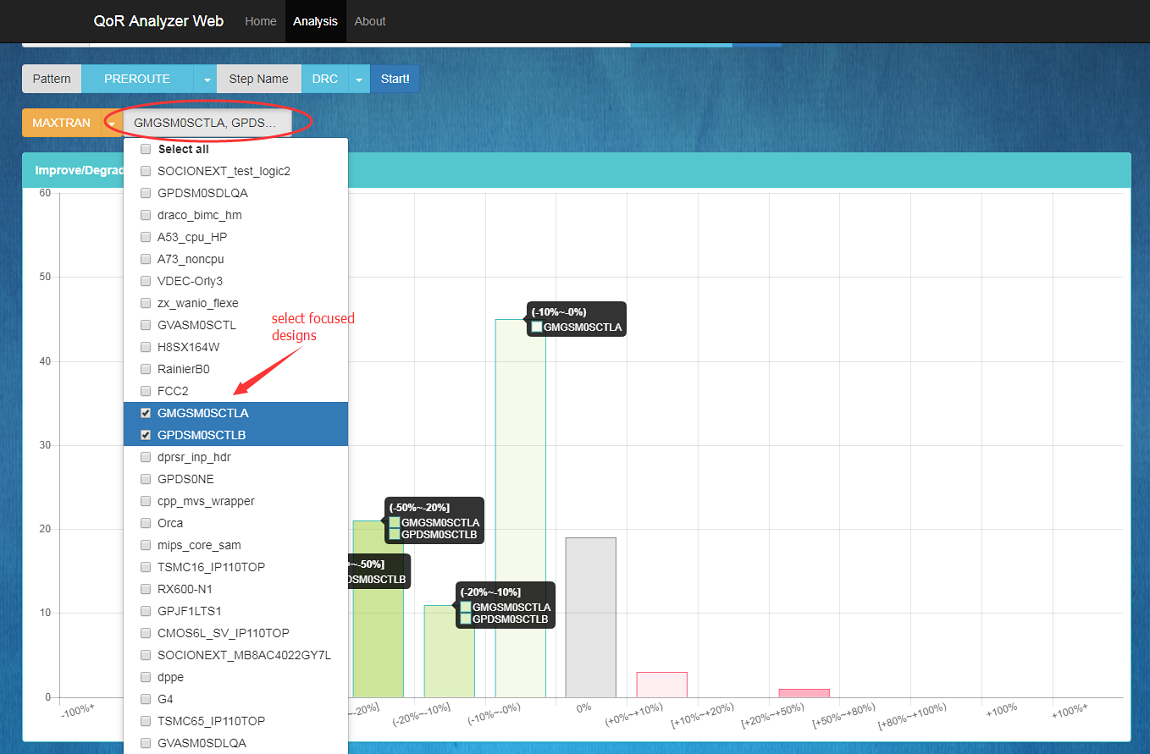 QoR Analyzer Web Home Analysis About
Pattern PREROUTE Step Name DRC Start!
MAXTRAN GMGSM0SCTLA, GPDS...
Select all
SOCIONEXT_test_logic2
GPDSM0SDLQA
draco_bimc_hm
A53_cpu_HP
A73_noncpu
VDEC-Orly3
zx_wanio_flexe
GVASM0SCTL
H8SX164W
RainierB0
FCC2
GMGSM0SCTLA
GPDSM0SCTLB
dprsr_inp_hdr
GPDS0NE
cpp_mvs_wrapper
Orca
mips_core_sam
TSMC16_IP110TOP
RX600-N1
GPJF1LTS1
CMOS6L_SV_IP110TOP
SOCIONEXT_MB8AC4022GY7L
dppe
G4
TSMC65_IP110TOP
GVASM0SDLQA
select focused
designs
Improve/Degrad
60
50
40
30
20
10
0
(-10%~-0%)
GMGSM0SCTLA
(-50%~-20%]
GMGSM0SCTLA
GPDSM0SCTLB
~-50%]
DSM0SCTLB
(-20%~-10%]
GMGSM0SCTLA
GPDSM0SCTLB
-100%+
~-20%]
(-20%~-10%]
(-10%~-0%)
0%
(+0%~+10%)
[+10%~+20%)
[+20%~+50%)
[+50%~+80%)
[+80%~+100%)
+100%
+100%+